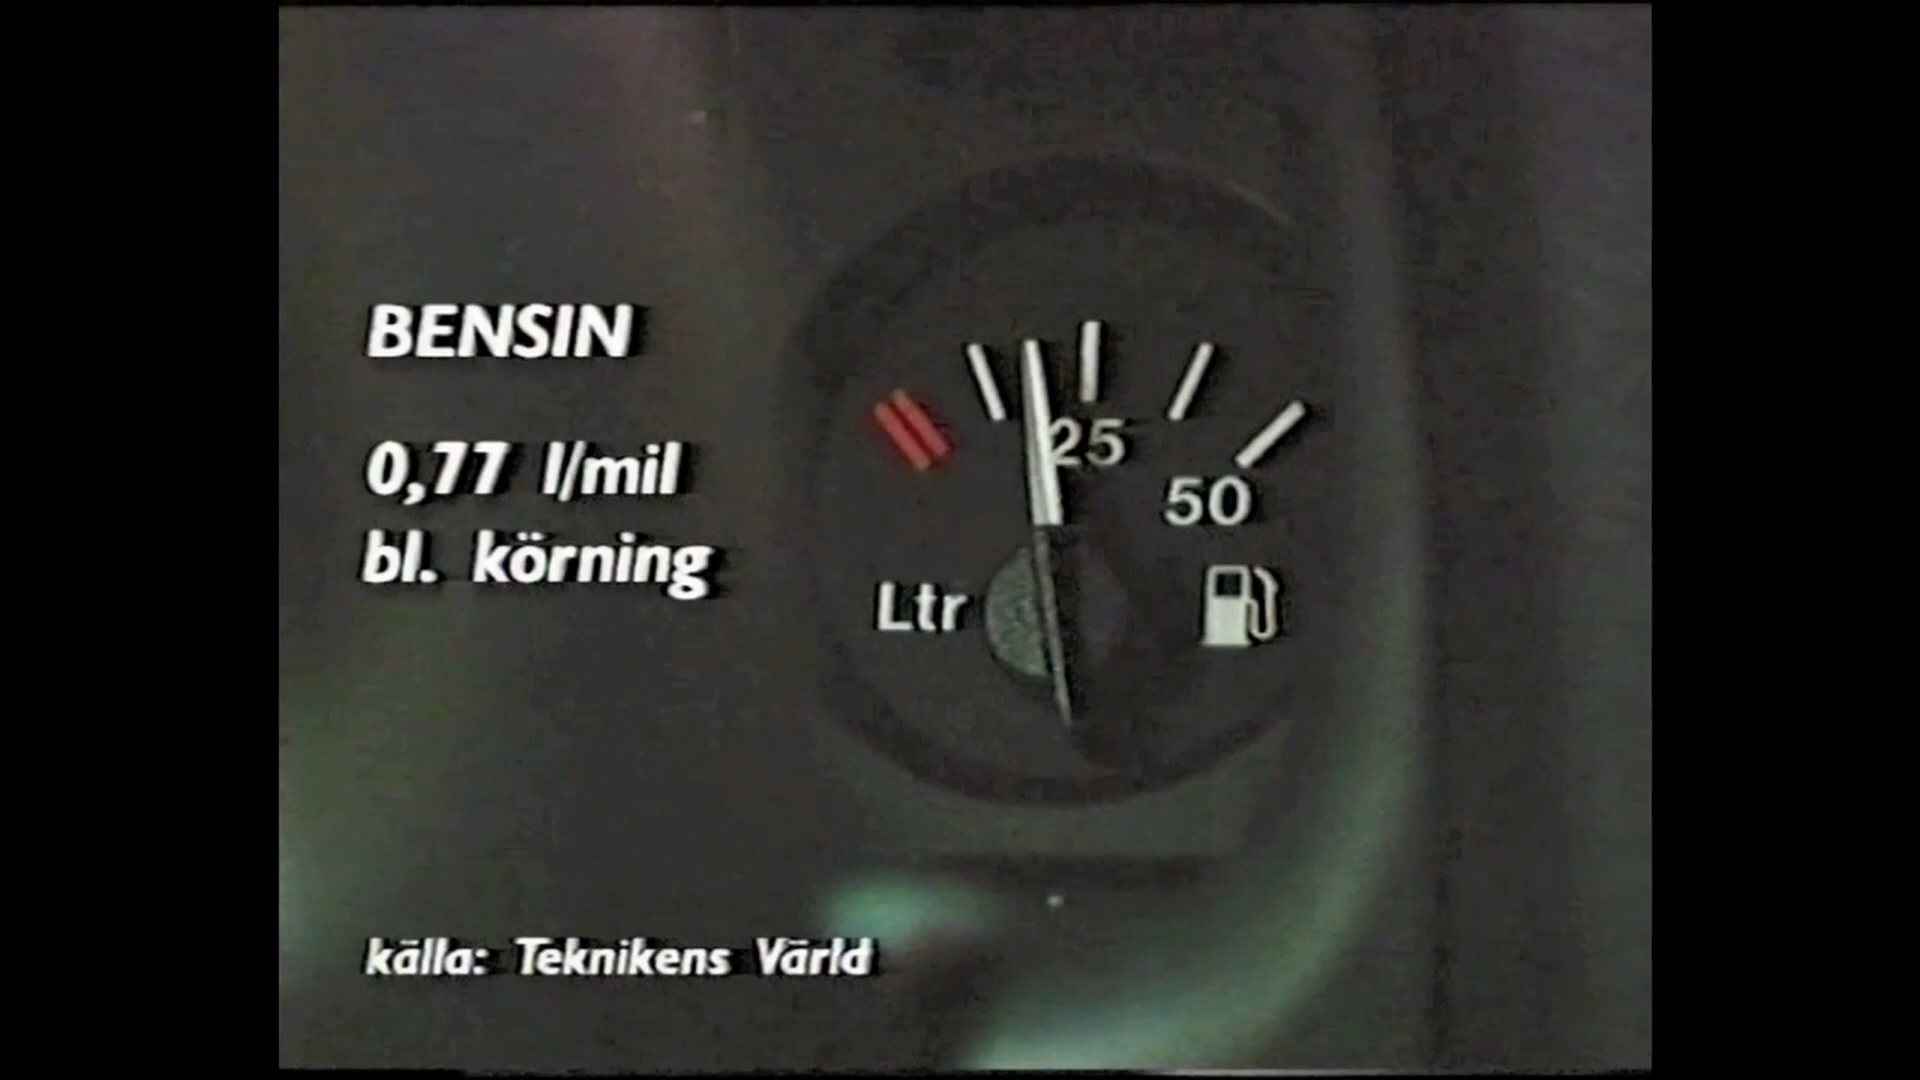 BENSIN
0,77 l/mil
bl. körning
25
50
Ltr
källa: Teknikens Värld